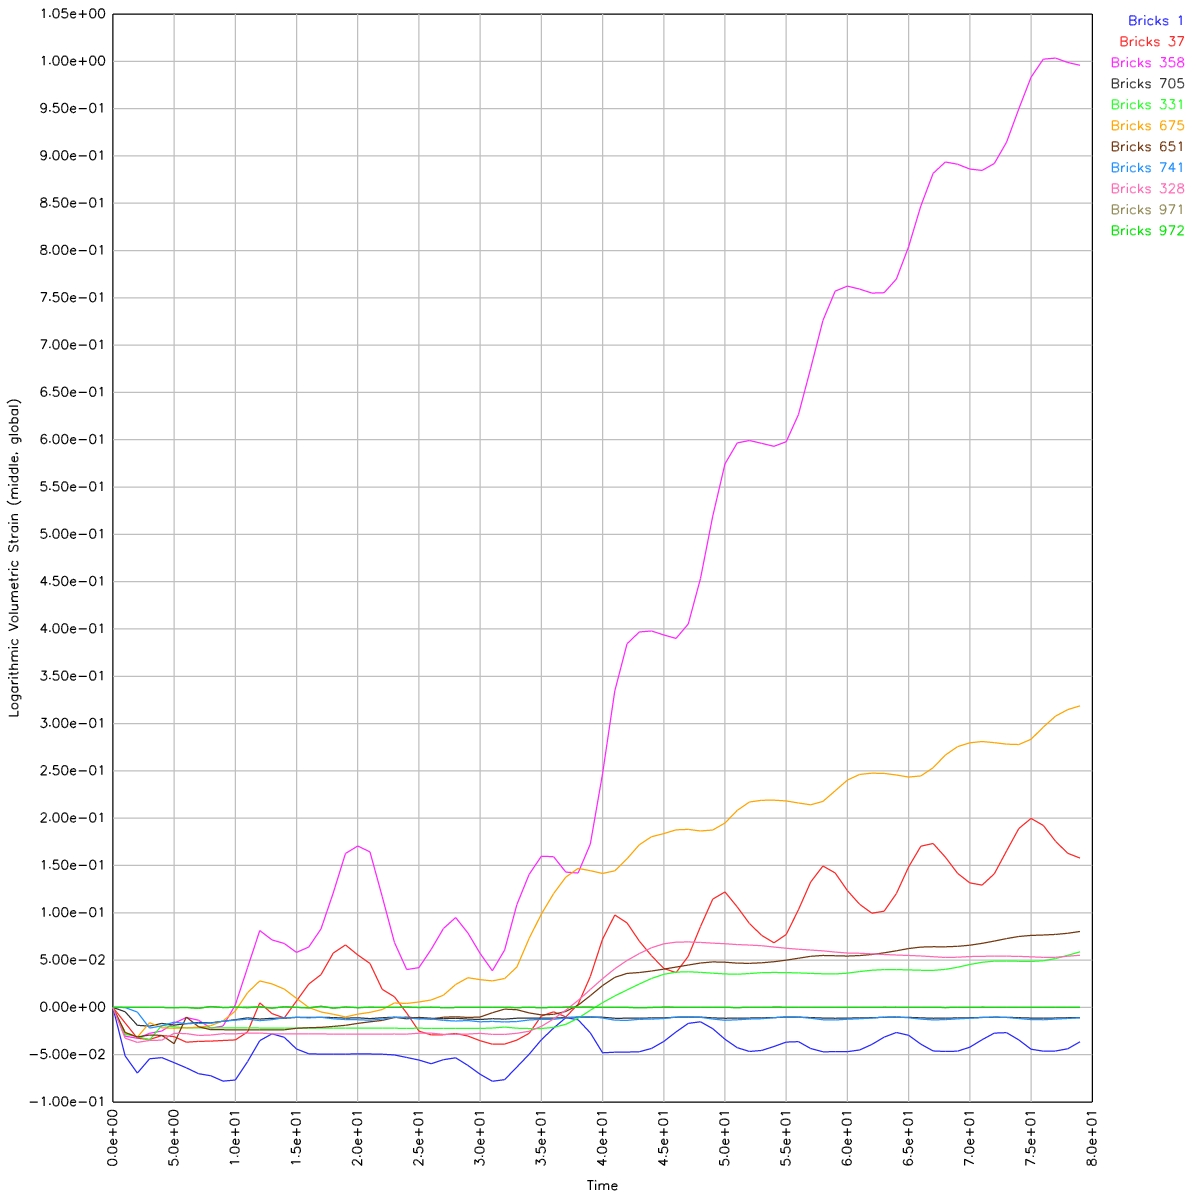 1.05e+00
1.00e+00
9.50e-01
9.00e-01
8.50e-01
8.00e-01
7.50e-01
7.00e-01
6.50e-01
6.00e-01
5.50e-01
5.00e-01
4.50e-01
4.00e-01
3.50e-01
3.00e-01
2.50e-01
2.00e-01
1.50e-01
1.00e-01
5.00e-02
0.00e+00
-5.00e-02
-1.00e-01
Logarithmic Volumetric Strain (middle, global)
0.0e+00
5.0e+00
1.0e+01
1.5e+01
2.0e+01
2.5e+01
3.0e+01
3.5e+01
4.0e+01
4.5e+01
5.0e+01
5.5e+01
6.0e+01
6.5e+01
7.0e+01
7.5e+01
8.0e+01
Time
Bricks 1
Bricks 37
Bricks 358
Bricks 705
Bricks 331
Bricks 675
Bricks 651
Bricks 741
Bricks 328
Bricks 971
Bricks 972